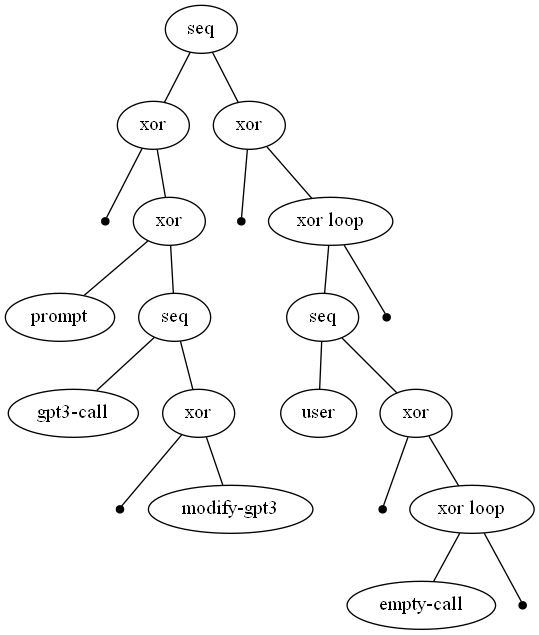 seq
xor
xor
xor
xor loop
prompt
seq
seq
gpt3-call
xor
user
xor
modify-gpt3
xor loop
empty-call